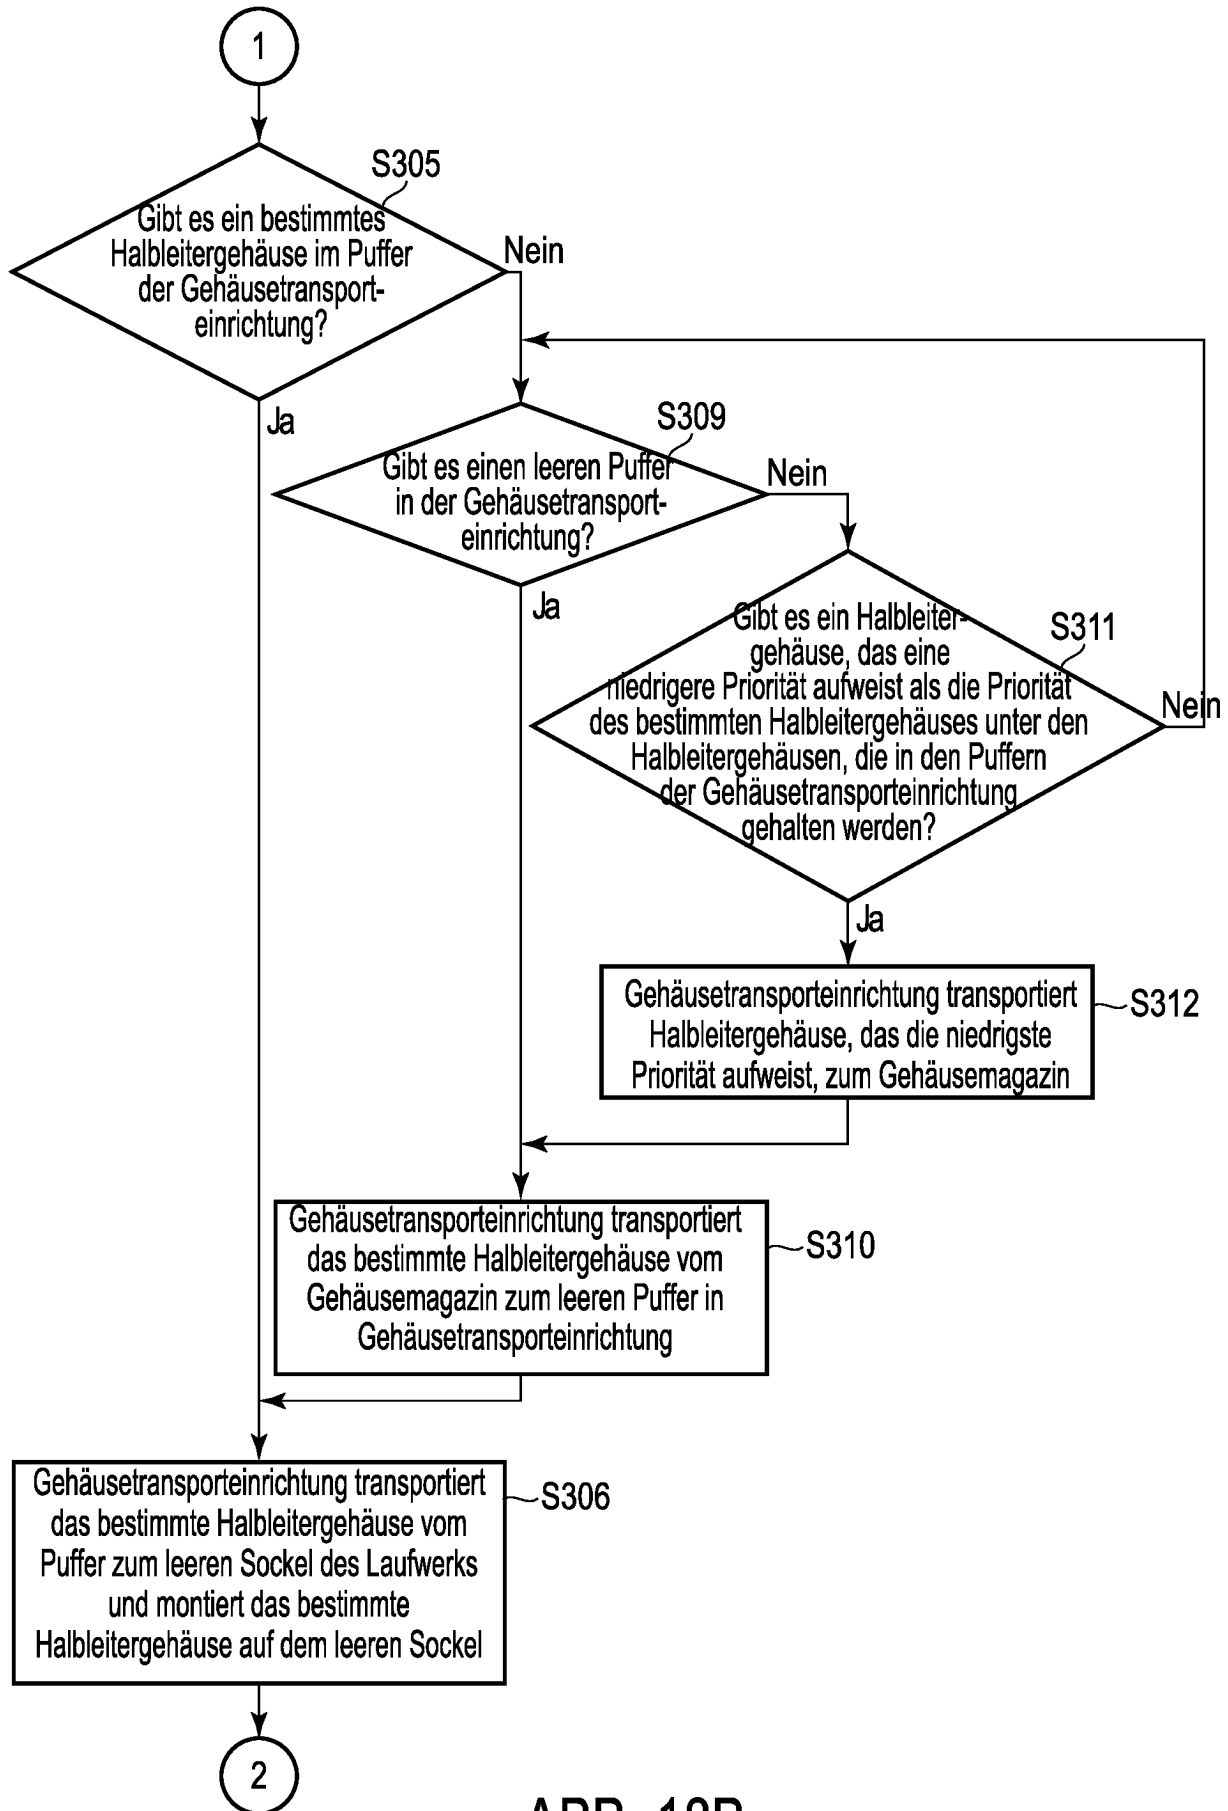 1
S305
Gibt es ein bestimmtes
Halbleitergehäuse im Puffer
der Gehäusetransport-
einrichtung?
Nein
Ja
S309
Gibt es einen leeren Puffer
in der Gehäusetransport-
einrichtung?
Nein
Ja
S311
Gibt es ein Halbleiter-
gehäuse, das eine
niedrigere Priorität aufweist als die Priorität
des bestimmten Halbleitergehäuses unter den
Halbleitergehäusen, die in den Puffern
der Gehäusetransporteinrichtung
gehalten werden?
Nein
Ja
Gehäusetransporteinrichtung transportiert
Halbleitergehäuse, das die niedrigste
Priorität aufweist, zum Gehäusemagazin
S312
Gehäusetransporteinrichtung transportiert
das bestimmte Halbleitergehäuse vom
Gehäusemagazin zum leeren Puffer in
Gehäusetransporteinrichtung
S310
Gehäusetransporteinrichtung transportiert
das bestimmte Halbleitergehäuse vom
Puffer zum leeren Sockel des Laufwerks
und montiert das bestimmte
Halbleitergehäuse auf dem leeren Sockel
S306
2